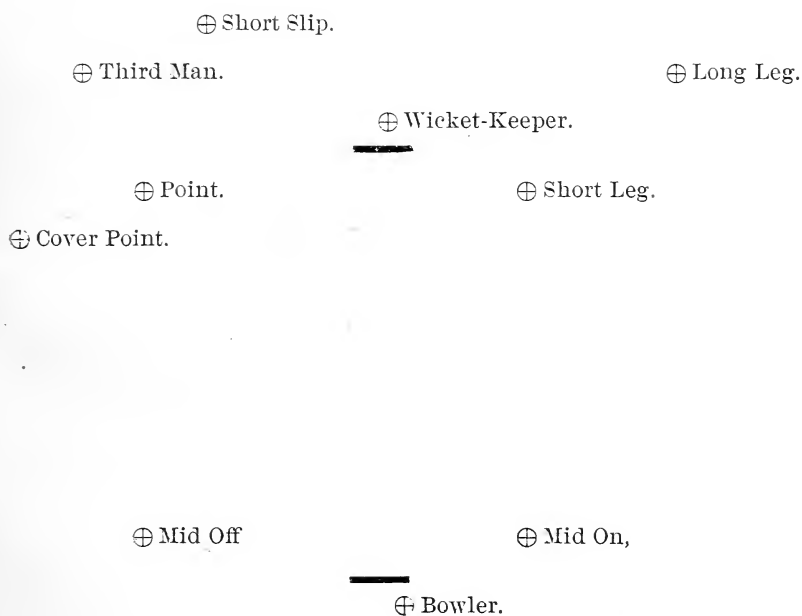 Short Slip.
Third Man. Long Leg.
Wicket-Keeper.
Point. Short Leg.
Cover Point.
Mid Off Mid On,
Bowler.